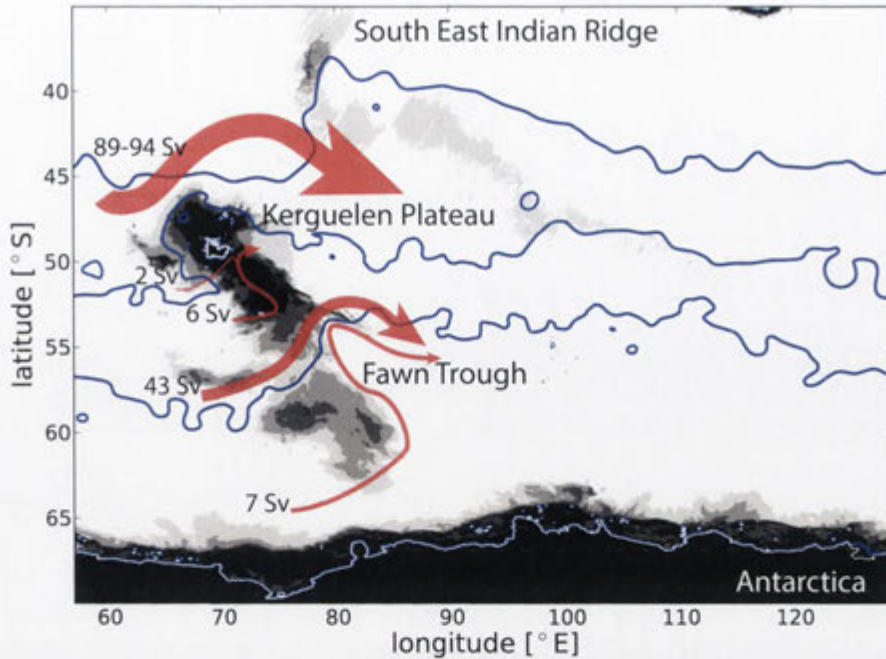 South East Indian Ridge
40
89-94 Sv
45
Kerguelen Plateau
50
2 Sv
6 Sv
55
Fawn Trough
43 Sv
60
7 Sv
65
Antarctica
latitude [°S]
60 70 80 90 100 110 120
longitude [°E]